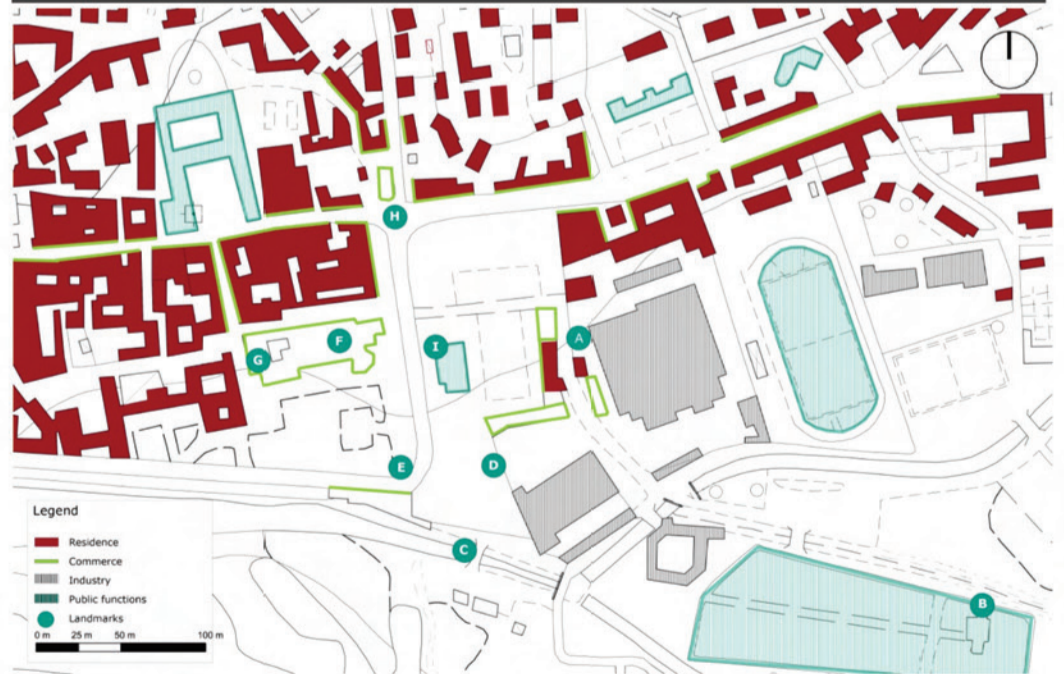 H
A
I
F
G
D
E
C
B
Legend
Residence
Commerce
Industry
Public functions
Landmarks
0 m 25 m 50 m 100 m